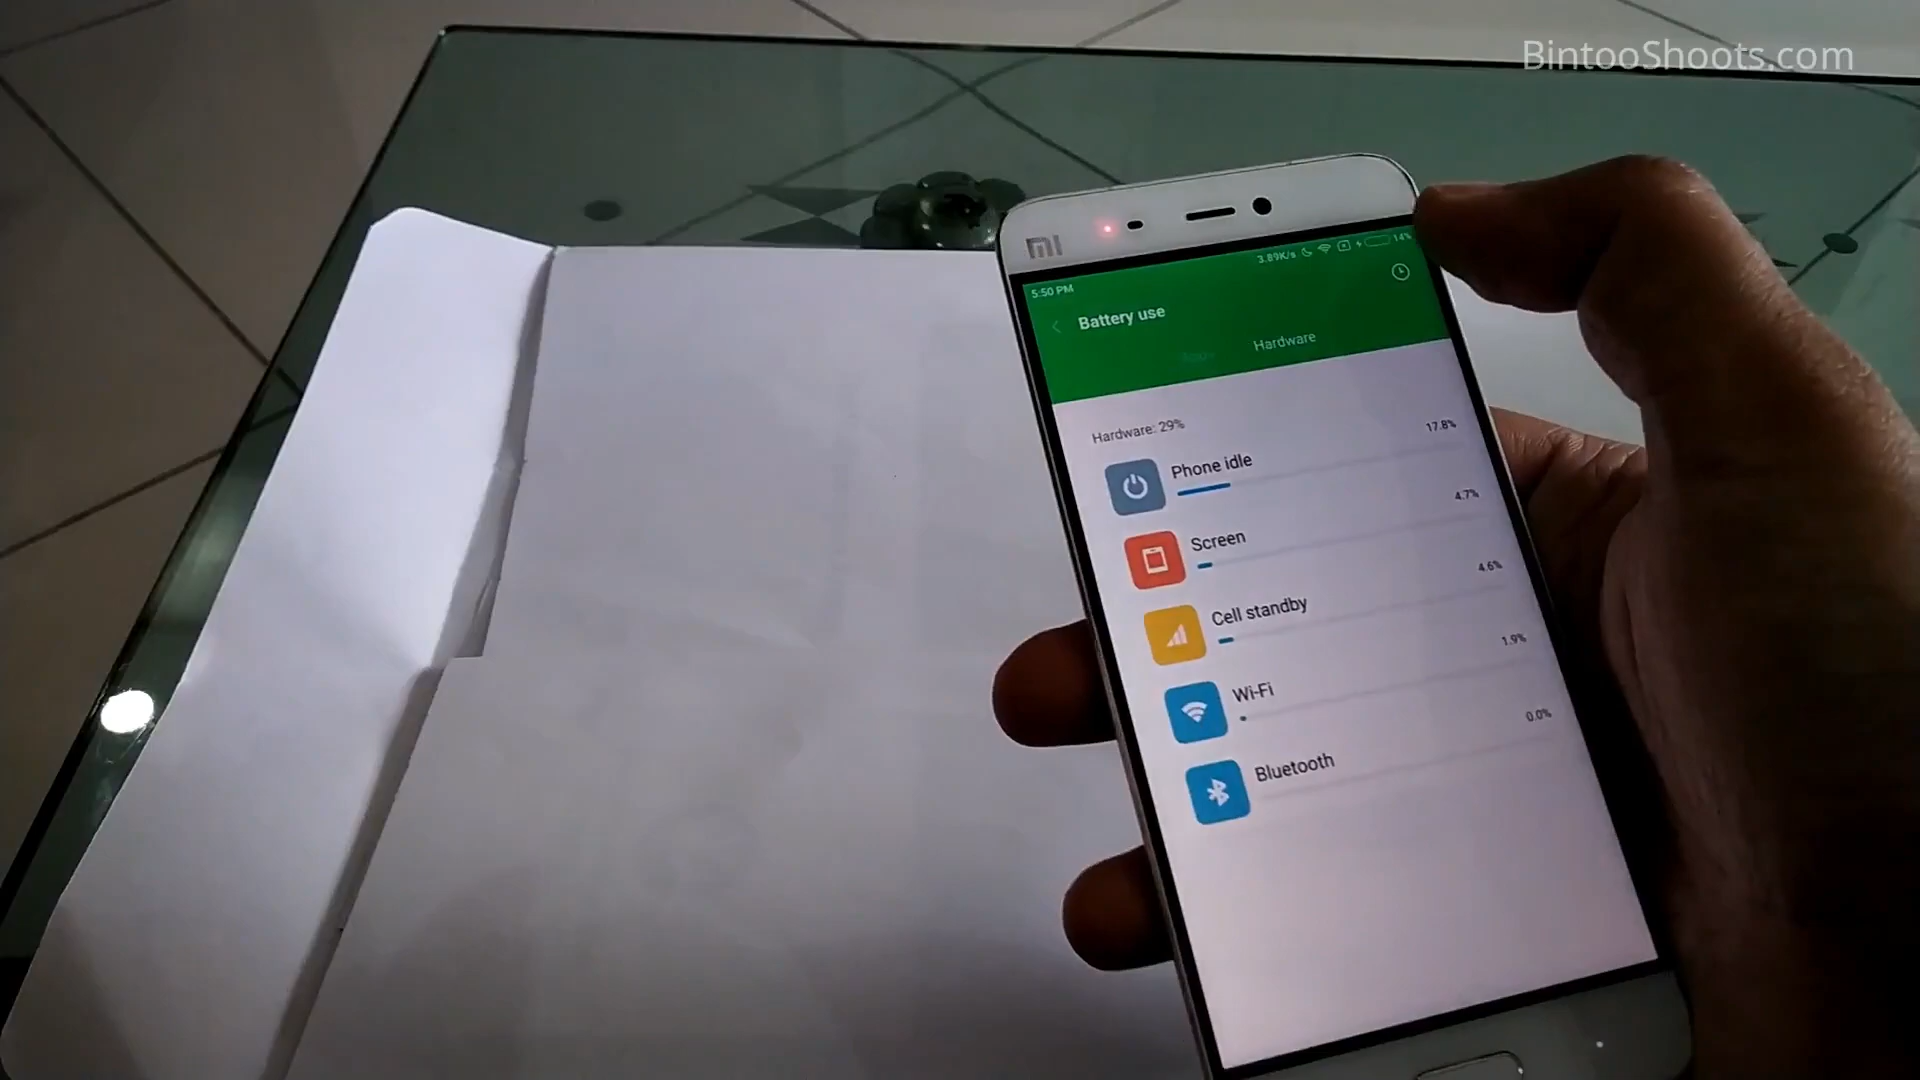 BintooShoots.com
mi
3.89K/s 14%
5:50 PM
Battery use
Apps Hardware
Hardware: 29%
Phone idle 17.8%
Screen 4.7%
Cell standby 4.6%
Wi-Fi 1.9%
Bluetooth 0.0%